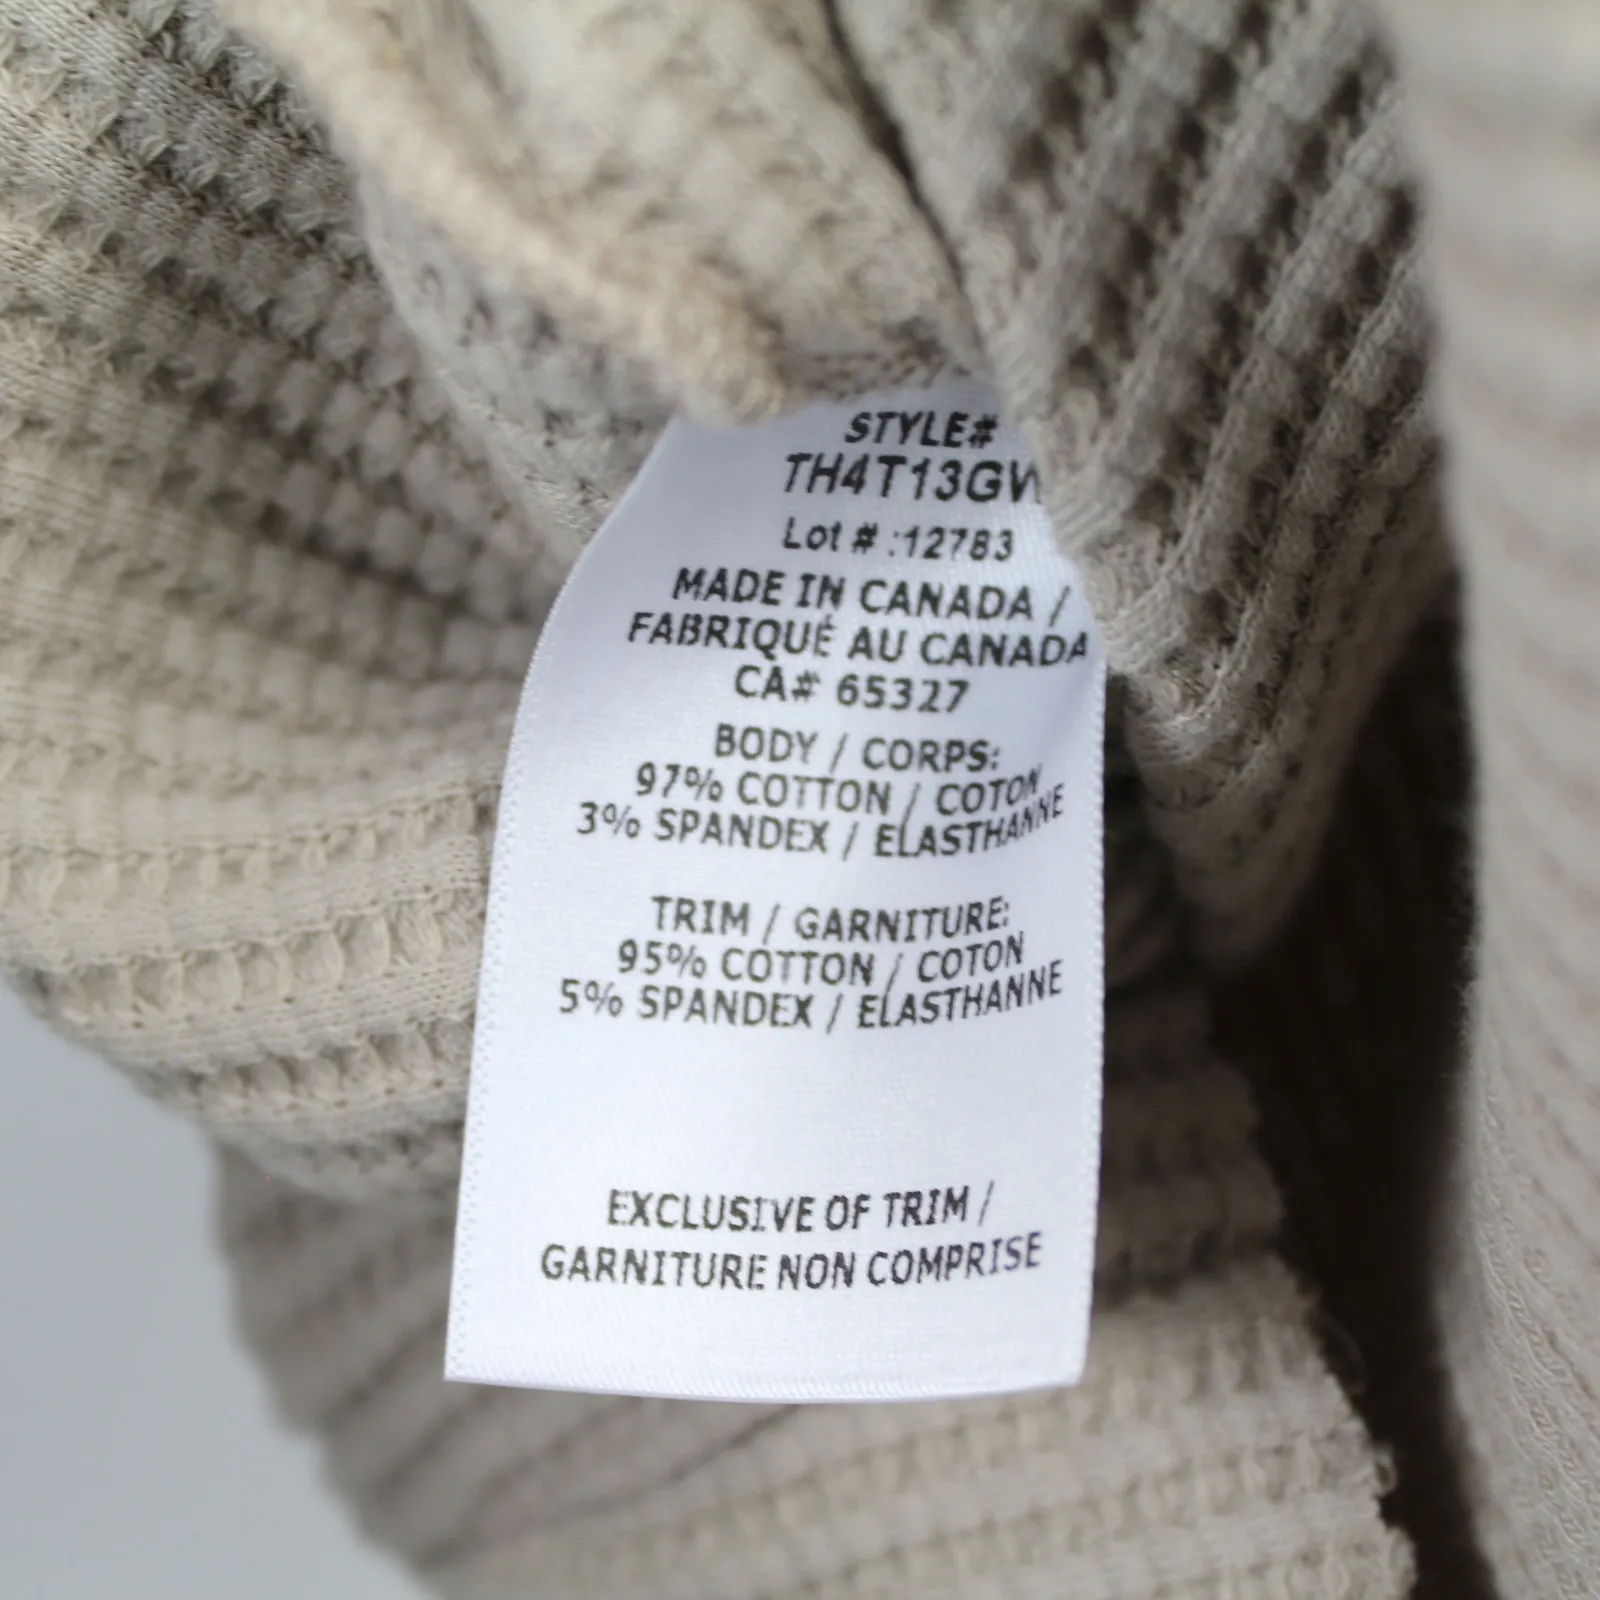 STYLE#
TH4T13GW
Lot # :12783
MADE IN CANADA /
FABRIQUÉ AU CANADA
CA# 65327
BODY / CORPS:
97% COTTON / COTON
3% SPANDEX / ELASTHANNE
TRIM / GARNITURE:
95% COTTON / COTON
5% SPANDEX / ELASTHANNE
EXCLUSIVE OF TRIM /
GARNITURE NON COMPRISE